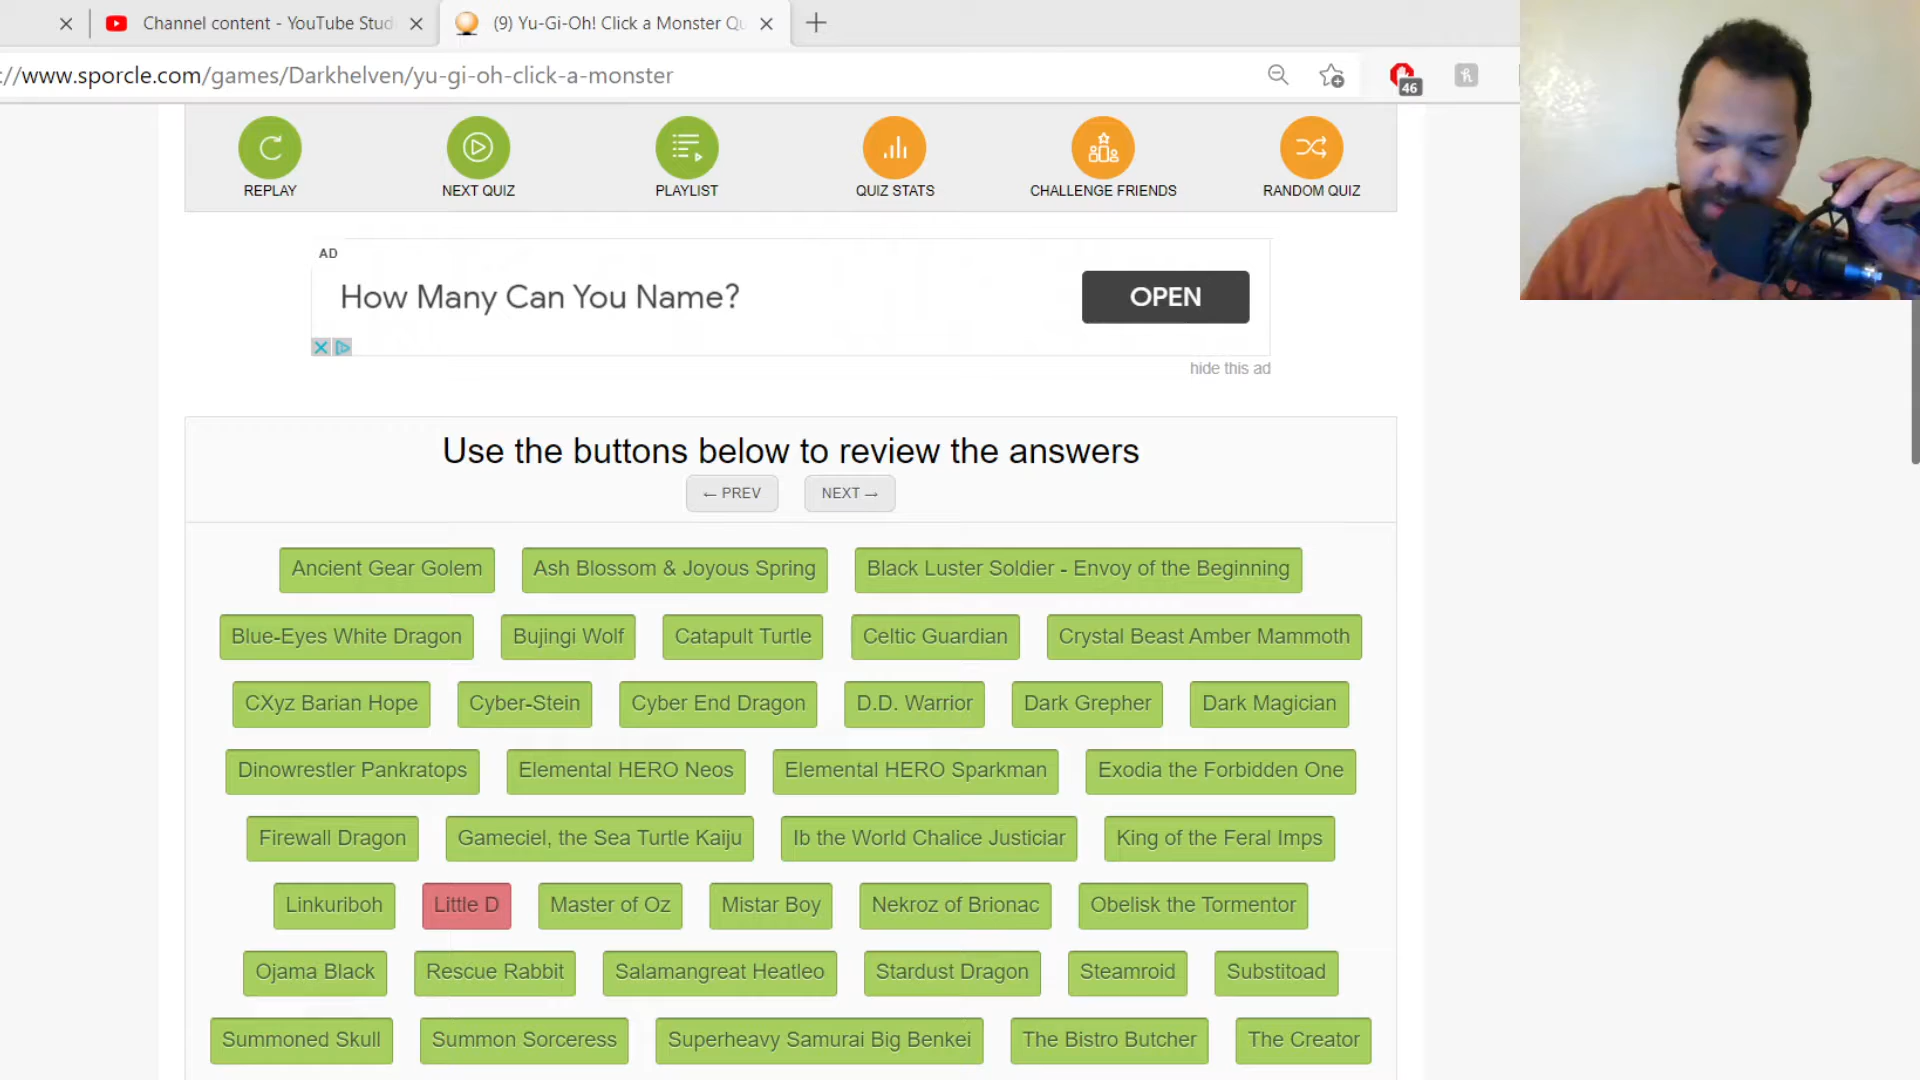 Channel content - YouTube Stud
(9) Yu-Gi-Oh! Click a Monster Qu
://www.sporcle.com/games/Darkhelven/yu-gi-oh-click-a-monster
46
REPLAY NEXT QUIZ PLAYLIST QUIZ STATS CHALLENGE FRIENDS RANDOM QUIZ
AD
How Many Can You Name? OPEN
hide this ad
Use the buttons below to review the answers
← PREV NEXT →
Ancient Gear Golem Ash Blossom & Joyous Spring Black Luster Soldier - Envoy of the Beginning
Blue-Eyes White Dragon Bujingi Wolf Catapult Turtle Celtic Guardian Crystal Beast Amber Mammoth
CXyz Barian Hope Cyber-Stein Cyber End Dragon D.D. Warrior Dark Grepher Dark Magician
Dinowrestler Pankratops Elemental HERO Neos Elemental HERO Sparkman Exodia the Forbidden One
Firewall Dragon Gameciel, the Sea Turtle Kaiju Ib the World Chalice Justiciar King of the Feral Imps
Linkuriboh Little D Master of Oz Mistar Boy Nekroz of Brionac Obelisk the Tormentor
Ojama Black Rescue Rabbit Salamangreat Heatleo Stardust Dragon Steamroid Substitoad
Summoned Skull Summon Sorceress Superheavy Samurai Big Benkei The Bistro Butcher The Creator